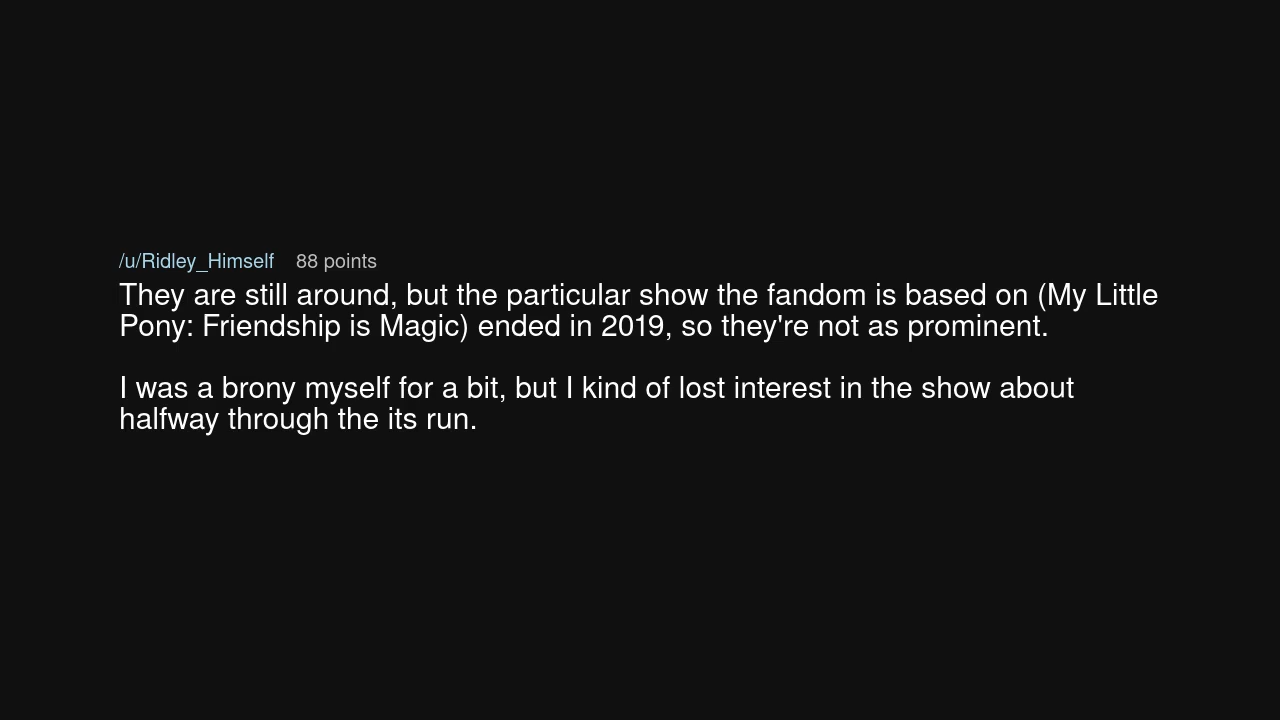 /u/Ridley_Himself 88 points
They are still around, but the particular show the fandom is based on (My Little
Pony: Friendship is Magic) ended in 2019, so they're not as prominent.
I was a brony myself for a bit, but I kind of lost interest in the show about
halfway through the its run.